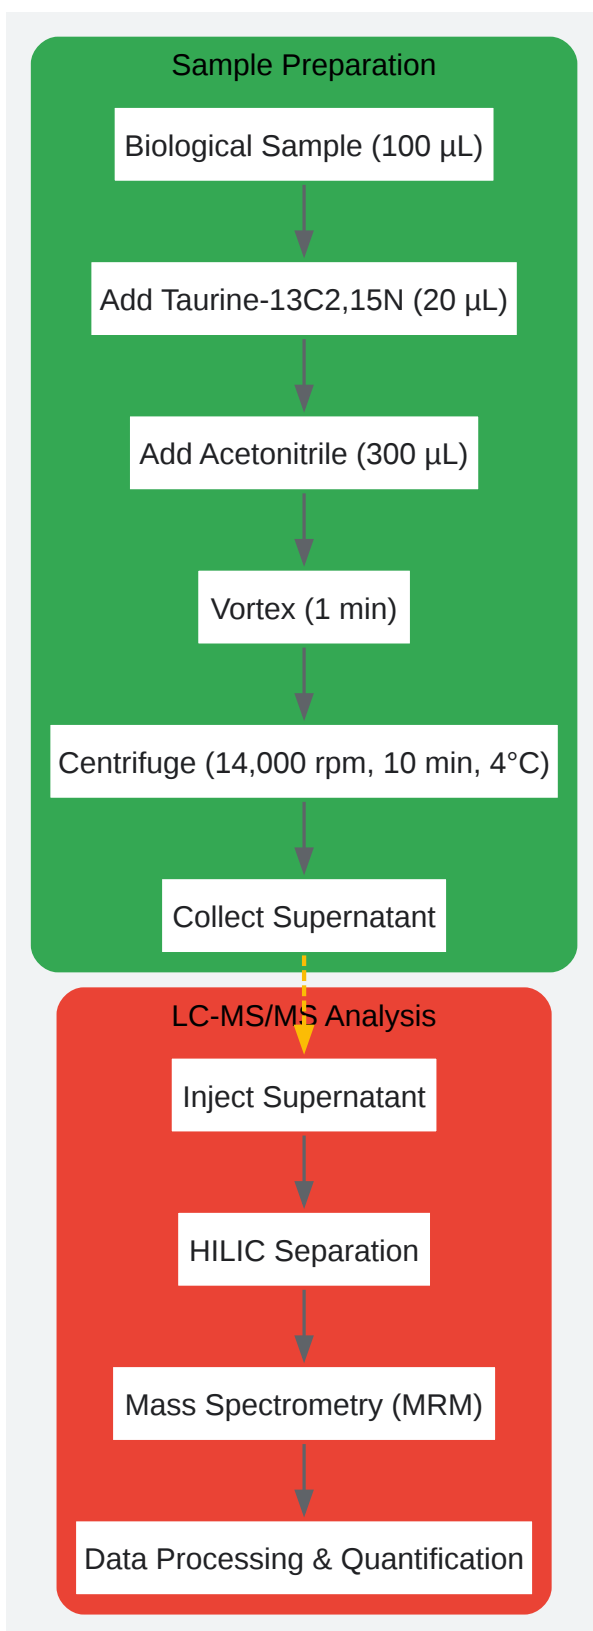 Sample Preparation
Biological Sample (100 µL)
Add Taurine-13C2,15N (20 µL)
Add Acetonitrile (300 µL)
Vortex (1 min)
Centrifuge (14,000 rpm, 10 min, 4°C)
Collect Supernatant
LC-MS/MS Analysis
Inject Supernatant
HILIC Separation
Mass Spectrometry (MRM)
Data Processing & Quantification